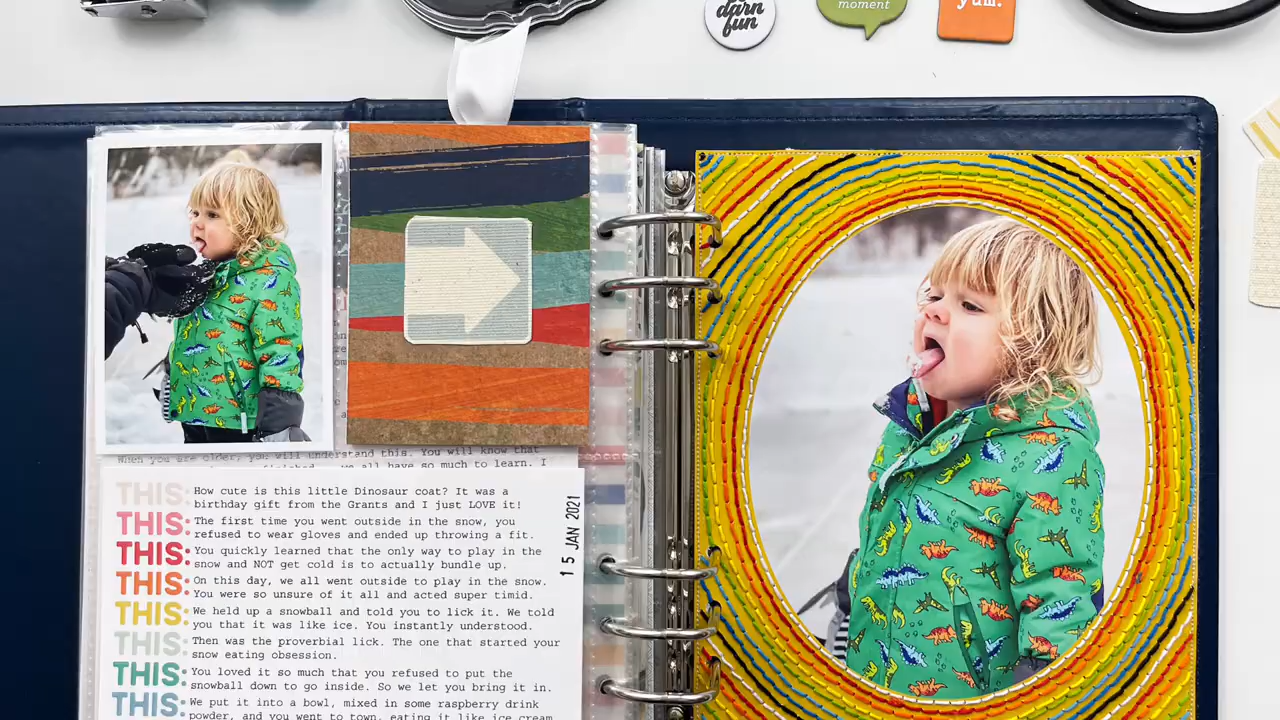 darn
fun
moment
yum.
When you are older, you will understand this. You will know that
all have so much to learn. I
THIS: How cute is this little Dinosaur coat? It was a
birthday gift from the Grants and I just LOVE it!
THIS: The first time you went outside in the snow, you
refused to wear gloves and ended up throwing a fit.
THIS: You quickly learned that the only way to play in the
snow and NOT get cold is to actually bundle up.
THIS: On this day, we all went outside to play in the snow.
You were so unsure of it all and acted super timid.
THIS: We held up a snowball and told you to lick it. We told
you that it was like ice. You instantly understood.
THIS: Then was the proverbial lick. The one that started your
snow eating obsession.
THIS: You loved it so much that you refused to put the
snowball down to go inside. So we let you bring it in.
THIS: We put it into a bowl, mixed in some raspberry drink
powder, and you went to town, eating it like ice cream
15 JAN 2021